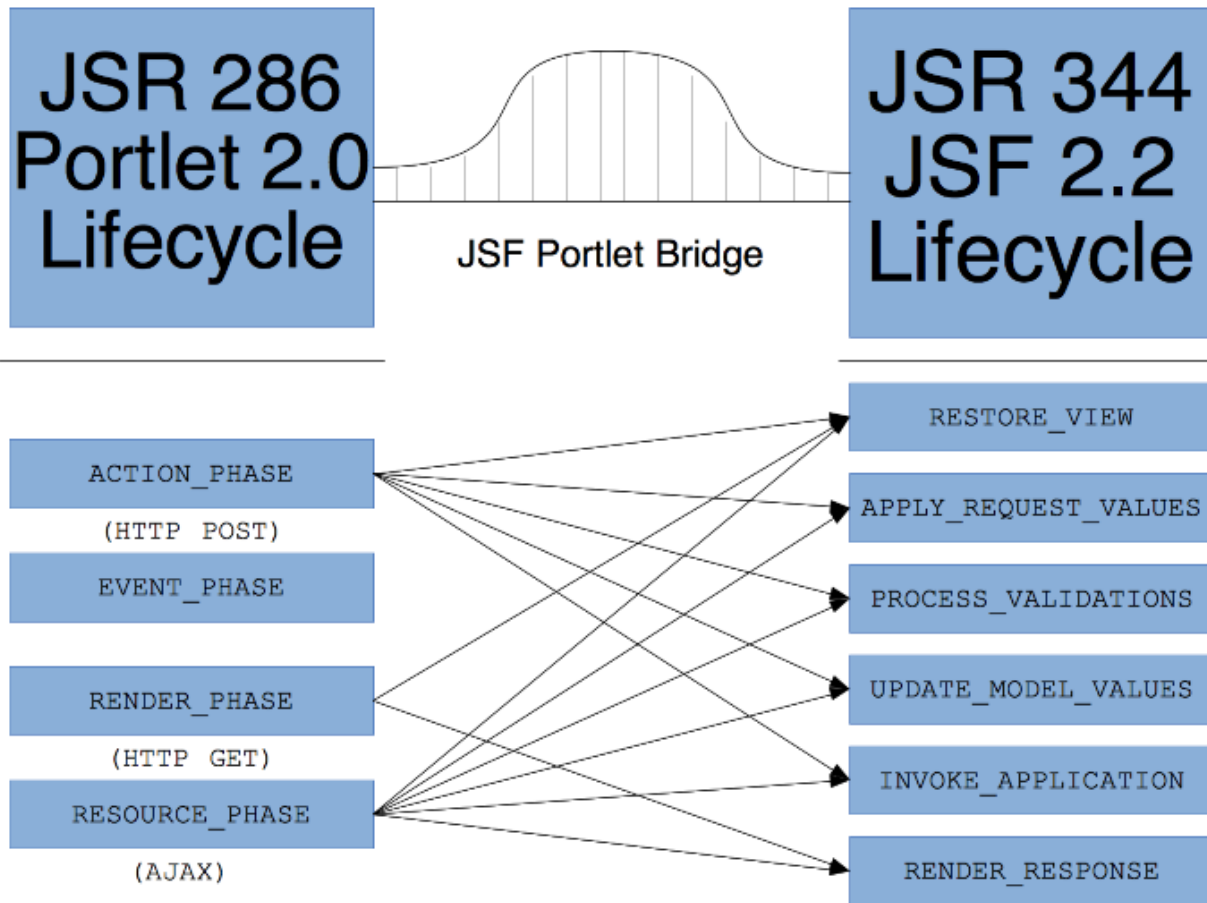 JSR 286
Portlet 2.0
Lifecycle
JSF Portlet Bridge
JSR 344
JSF 2.2
Lifecycle
ACTION_PHASE
(HTTP POST)
EVENT_PHASE
RENDER_PHASE
(HTTP GET)
RESOURCE_PHASE
(AJAX)
RESTORE_VIEW
APPLY_REQUEST_VALUES
PROCESS_VALIDATIONS
UPDATE_MODEL_VALUES
INVOKE_APPLICATION
RENDER_RESPONSE